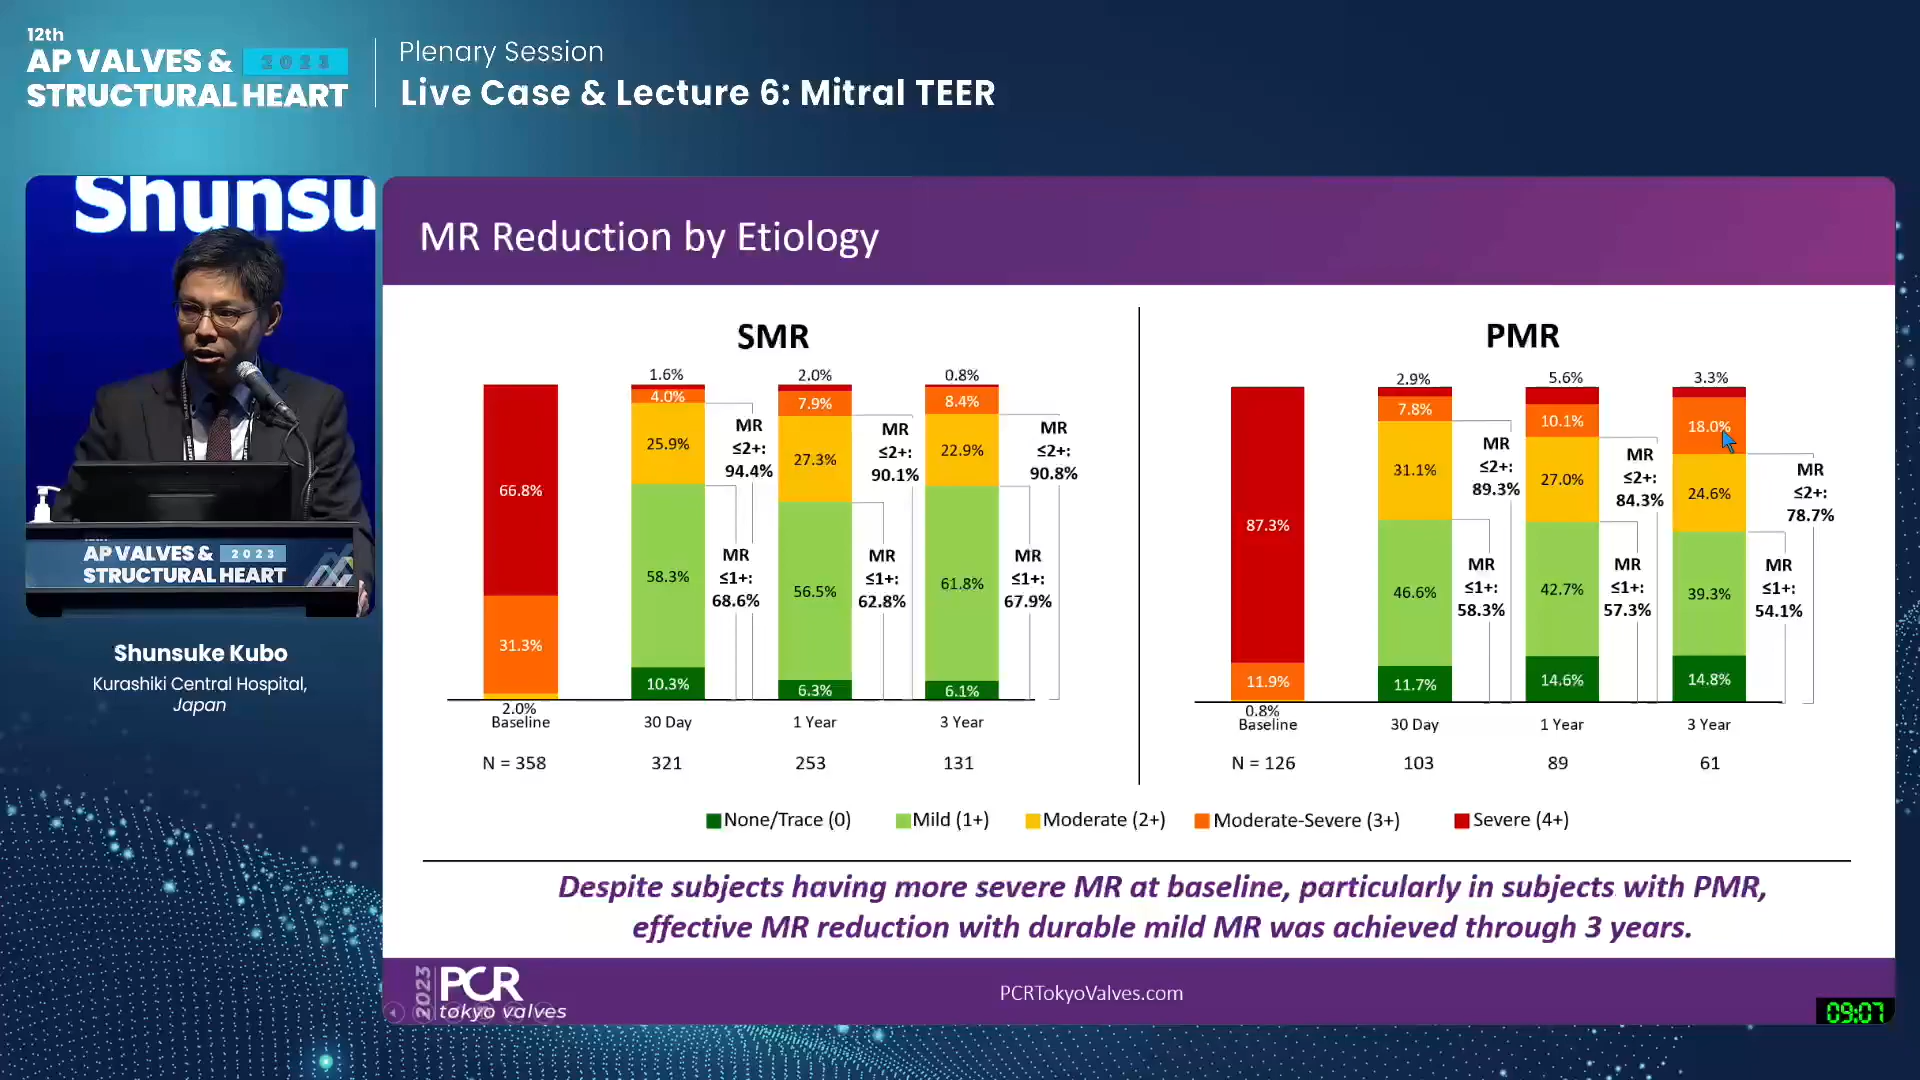 12th
AP VALVES & 2023
STRUCTURAL HEART
Plenary Session
Live Case & Lecture 6: Mitral TEER
Shunsu
AP VALVES & 2023
STRUCTURAL HEART
Shunsuke Kubo
Kurashiki Central Hospital,
Japan
MR Reduction by Etiology
SMR
66.8%
31.3%
2.0%
Baseline
1.6%
4.0%
25.9%
58.3%
10.3%
30 Day
MR
≤2+:
94.4%
MR
≤1+:
68.6%
2.0%
7.9%
27.3%
56.5%
6.3%
1 Year
MR
≤2+:
90.1%
MR
≤1+:
62.8%
0.8%
8.4%
22.9%
61.8%
6.1%
3 Year
MR
≤2+:
90.8%
MR
≤1+:
67.9%
N = 358 321 253 131
PMR
87.3%
11.9%
0.8%
Baseline
2.9%
7.8%
31.1%
46.6%
11.7%
30 Day
MR
≤2+:
89.3%
MR
≤1+:
58.3%
5.6%
10.1%
27.0%
42.7%
14.6%
1 Year
MR
≤2+:
84.3%
MR
≤1+:
57.3%
3.3%
18.0%
24.6%
39.3%
14.8%
3 Year
MR
≤2+:
78.7%
MR
≤1+:
54.1%
N = 126 103 89 61
None/Trace (0) Mild (1+) Moderate (2+) Moderate-Severe (3+) Severe (4+)
Despite subjects having more severe MR at baseline, particularly in subjects with PMR,
effective MR reduction with durable mild MR was achieved through 3 years.
2023 PCR
tokyo valves
PCRTokyoValves.com
09:07